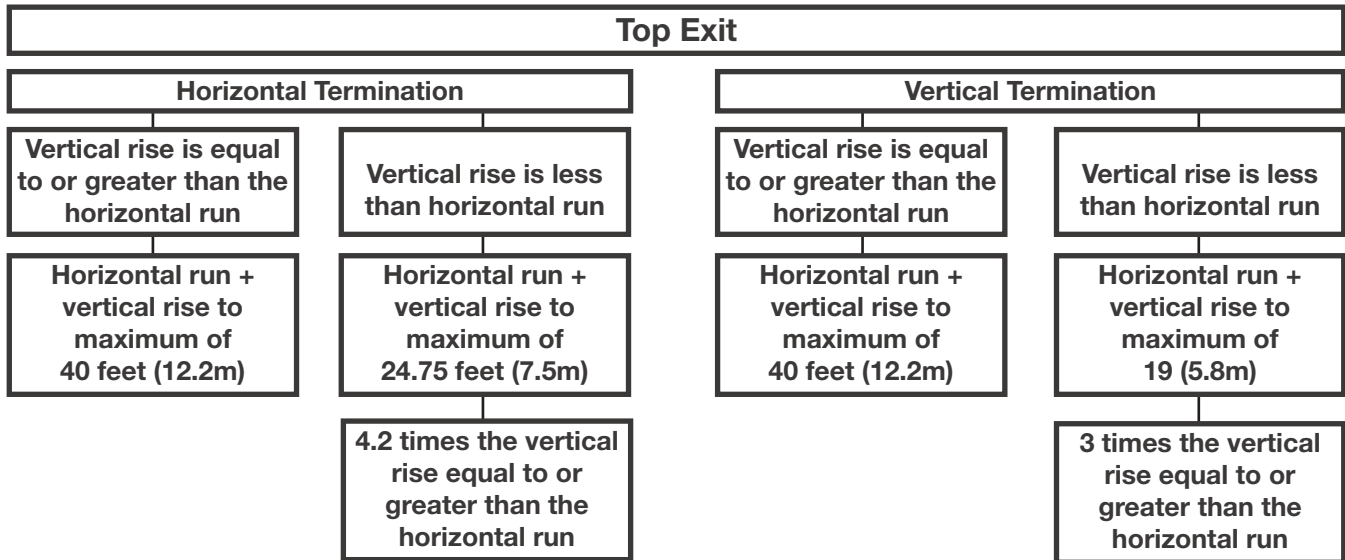 Top Exit
Horizontal Termination
Vertical Termination
Vertical rise is equal
to or greater than the
horizontal run
Vertical rise is less
than horizontal run
Vertical rise is equal
to or greater than the
horizontal run
Vertical rise is less
than horizontal run
Horizontal run +
vertical rise to
maximum of
40 feet (12.2m)
Horizontal run +
vertical rise to
maximum of
24.75 feet (7.5m)
Horizontal run +
vertical rise to
maximum of
40 feet (12.2m)
Horizontal run +
vertical rise to
maximum of
19 (5.8m)
4.2 times the vertical
rise equal to or
greater than the
horizontal run
3 times the vertical
rise equal to or
greater than the
horizontal run